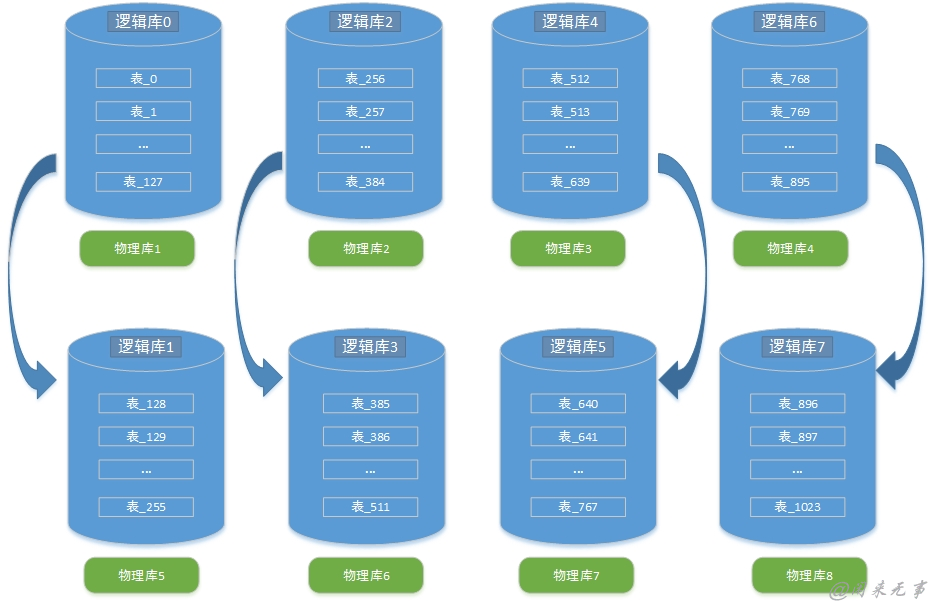 逻辑库0
表_0
表_1
...
表_127
物理库1
逻辑库2
表_256
表_257
...
表_384
物理库2
逻辑库4
表_512
表_513
...
表_639
物理库3
逻辑库6
表_768
表_769
...
表_895
物理库4
逻辑库1
表_128
表_129
...
表_255
物理库5
逻辑库3
表_385
表_386
...
表_511
物理库6
逻辑库5
表_640
表_641
...
表_767
物理库7
逻辑库7
表_896
表_897
...
表_1023
物理库8
@闲来无事